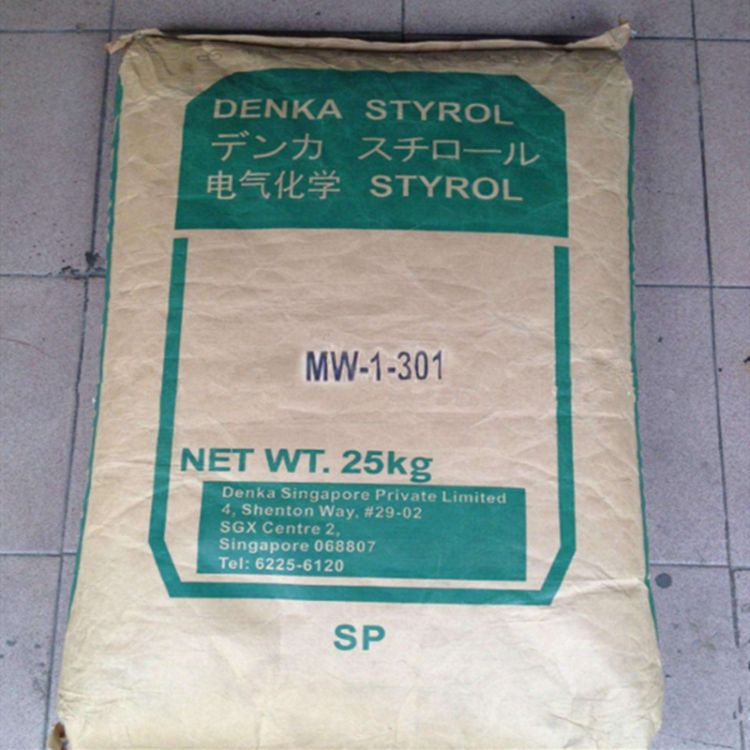 DENKA STYROL
デンカ スチロール
电气化学 STYROL
MW-1-301
NET WT. 25kg
Denka Singapore Private Limited
4, Shenton Way, #29-02
SGX Centre 2,
Singapore 068807
Tel: 6225-6120
SP